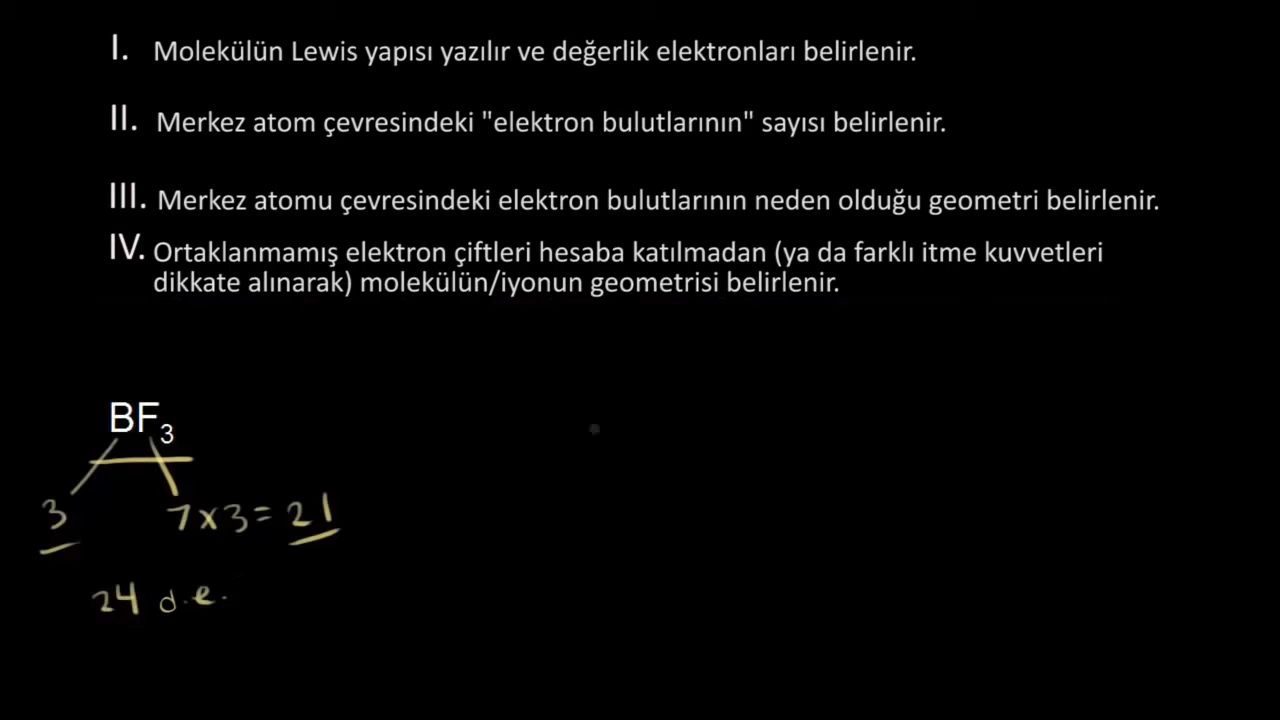 I. Molekülün Lewis yapısı yazılır ve değerlik elektronları belirlenir.
II. Merkez atom çevresindeki "elektron bulutlarının" sayısı belirlenir.
III. Merkez atomu çevresindeki elektron bulutlarının neden olduğu geometri belirlenir.
IV. Ortaklanmamış elektron çiftleri hesaba katılmadan (ya da farklı itme kuvvetleri
dikkate alınarak) molekülün/iyonun geometrisi belirlenir.
BF₃
3 7x3=21
24 d.e.